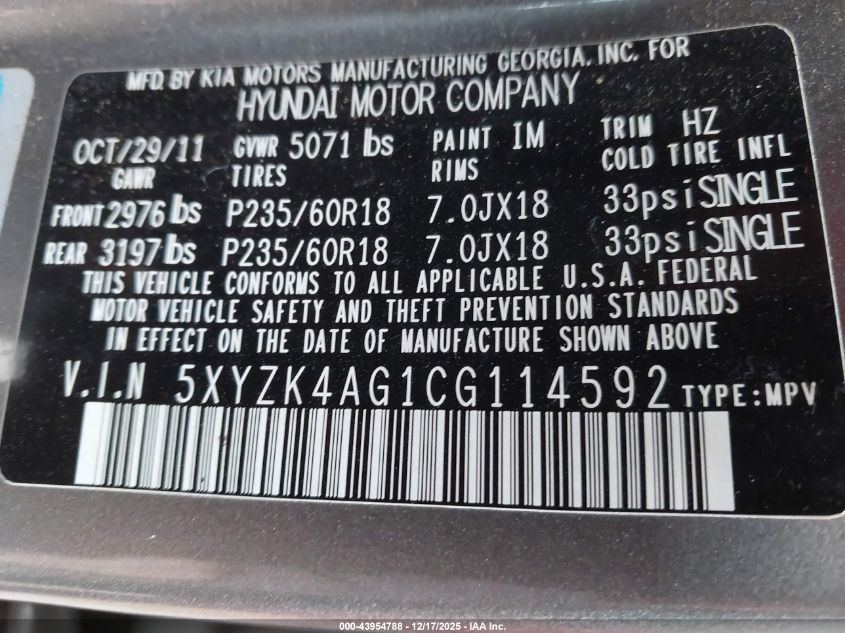 MFD. BY KIA MOTORS MANUFACTURING GEORGIA, INC. FOR
HYUNDAI MOTOR COMPANY
OCT/29/11 GVWR 5071 lbs PAINT IM TRIM HZ
GAWR TIRES RIMS COLD TIRE INFL
FRONT 2976 lbs P235/60R18 7.0JX18 33psi SINGLE
REAR 3197 lbs P235/60R18 7.0JX18 33psi SINGLE
THIS VEHICLE CONFORMS TO ALL APPLICABLE U.S.A. FEDERAL
MOTOR VEHICLE SAFETY AND THEFT PREVENTION STANDARDS
IN EFFECT ON THE DATE OF MANUFACTURE SHOWN ABOVE
V.I.N 5XYZK4AG1CG114592 TYPE:MPV
000-43954788 - 12/17/2025 - IAA Inc.